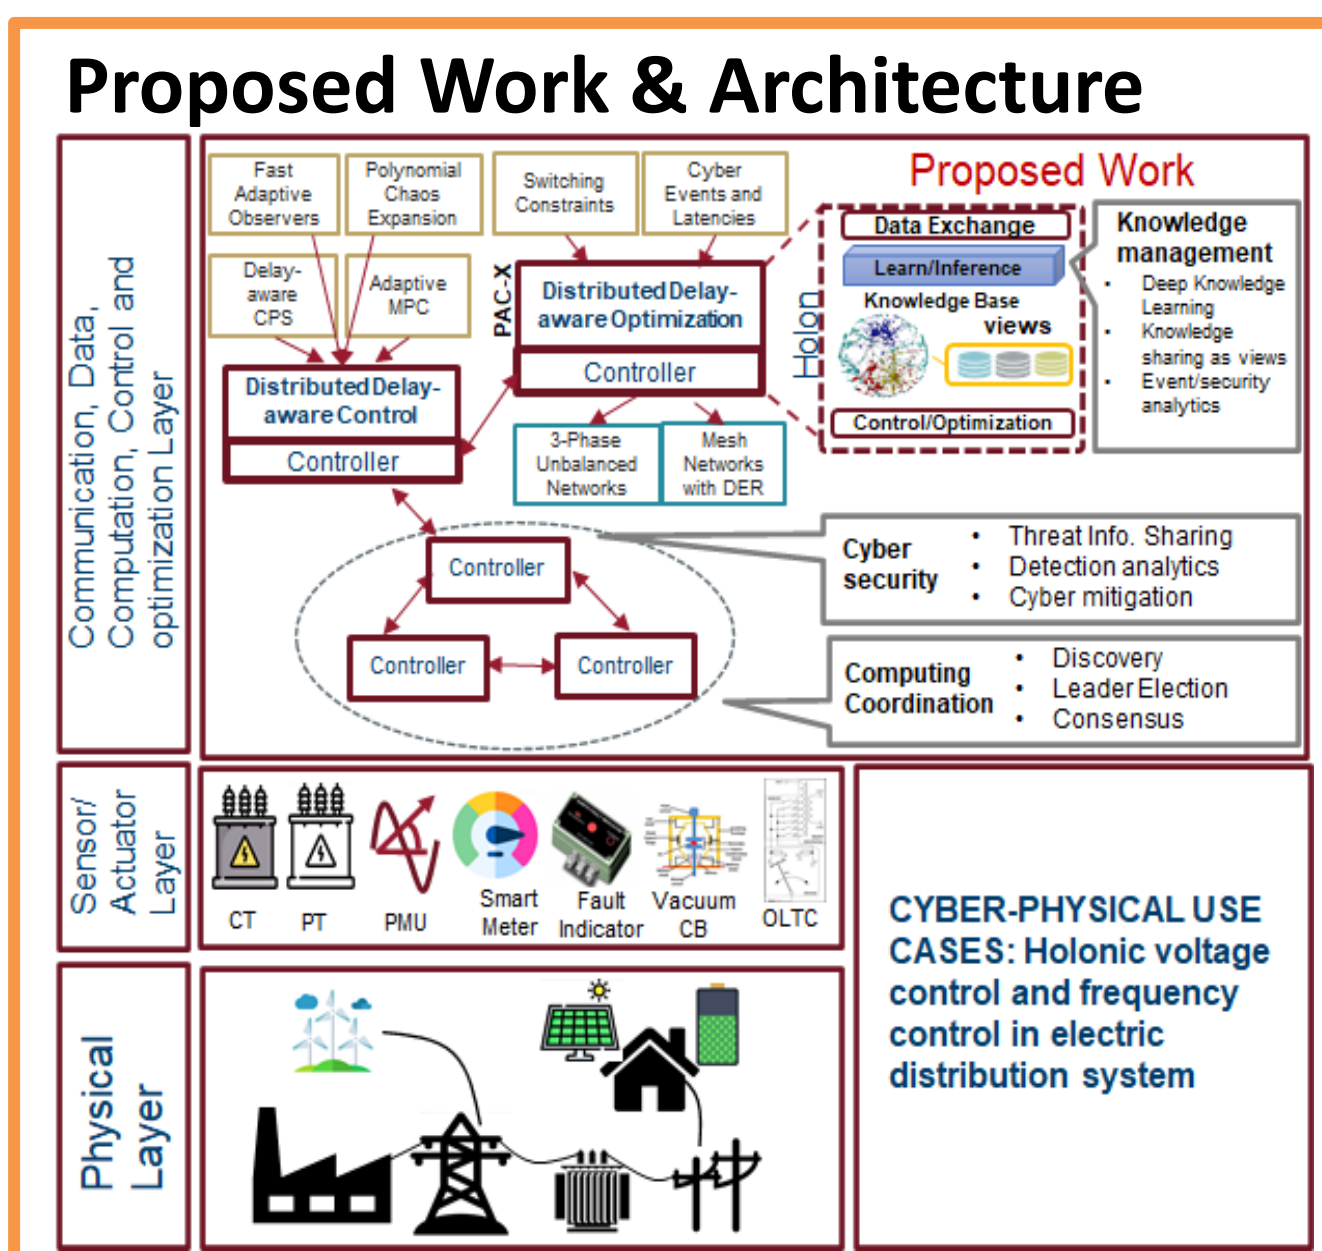 Proposed Work & Architecture
Communication, Data,
Computation, Control and
optimization Layer
Fast
Adaptive
Observers
Polynomial
Chaos
Expansion
Switching
Constraints
Cyber
Events and
Latencies
Proposed Work
Delay-
aware
CPS
Adaptive
MPC
PAC-X
Distributed Delay-
aware Optimization
Controller
Distributed Delay-
aware Control
Controller
3-Phase
Unbalanced
Networks
Mesh
Networks
with DER
Holon
Data Exchange
Learn/Inference
Knowledge Base
views
Control/Optimization
Knowledge
management
• Deep Knowledge
Learning
• Knowledge
sharing as views
• Event/security
analytics
Controller
Controller
Controller
Cyber
security
• Threat Info. Sharing
• Detection analytics
• Cyber mitigation
Computing
Coordination
• Discovery
• Leader Election
• Consensus
Sensor/
Actuator
Layer
CT
PT
PMU
Smart
Meter
Fault
Indicator
Vacuum
CB
OLTC
Physical
Layer
CYBER-PHYSICAL USE
CASES: Holonic voltage
control and frequency
control in electric
distribution system